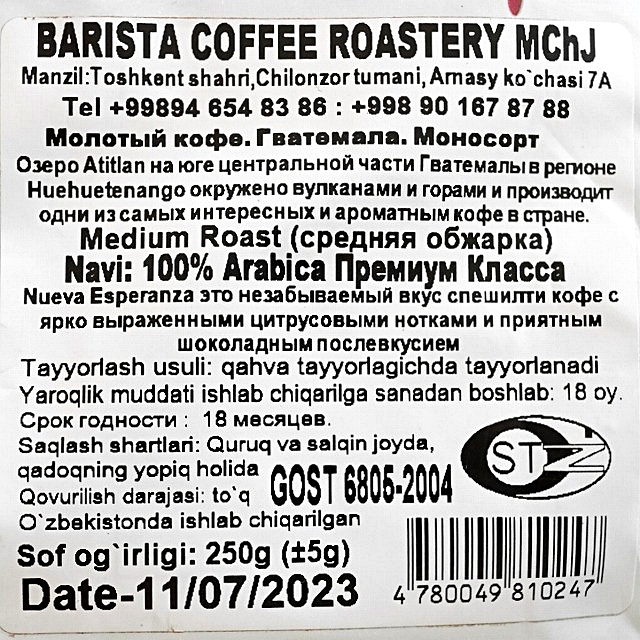 BARISTA COFFEE ROASTERY MChJ
Manzil:Toshkent shahri,Chilonzor tumani, Arnasy ko`chasi 7A
Tel +99894 654 83 86 : +998 90 167 87 88
Молотый кофе. Гватемала. Моносорт
Озеро Atitlan на юге центральной части Гватемалы в регионе
Huehuetenango окружено вулканами и горами и производит
одни из самых интересных и ароматным кофе в стране.
Medium Roast (средняя обжарка)
Navi: 100% Arabica Премиум Класса
Nueva Esperanza это незабываемый вкус спешилти кофе с
ярко выраженными цитрусовыми нотками и приятным
шоколадным послевкусием
Tayyorlash usuli: qahva tayyorlagichda tayyorlanadi
Yaroqlik muddati ishlab chiqarilga sanadan boshlab: 18 oy.
Срок годности : 18 месяцев.
Saqlash shartlari: Quruq va salqin joyda,
qadoqning yopiq holida
GOST 6805-2004
STZ
Qovurilish darajasi: to`q
O`zbekistonda ishlab chiqarilgan
Sof og`irligi: 250g (±5g)
Date-11/07/2023
4 780049 810247